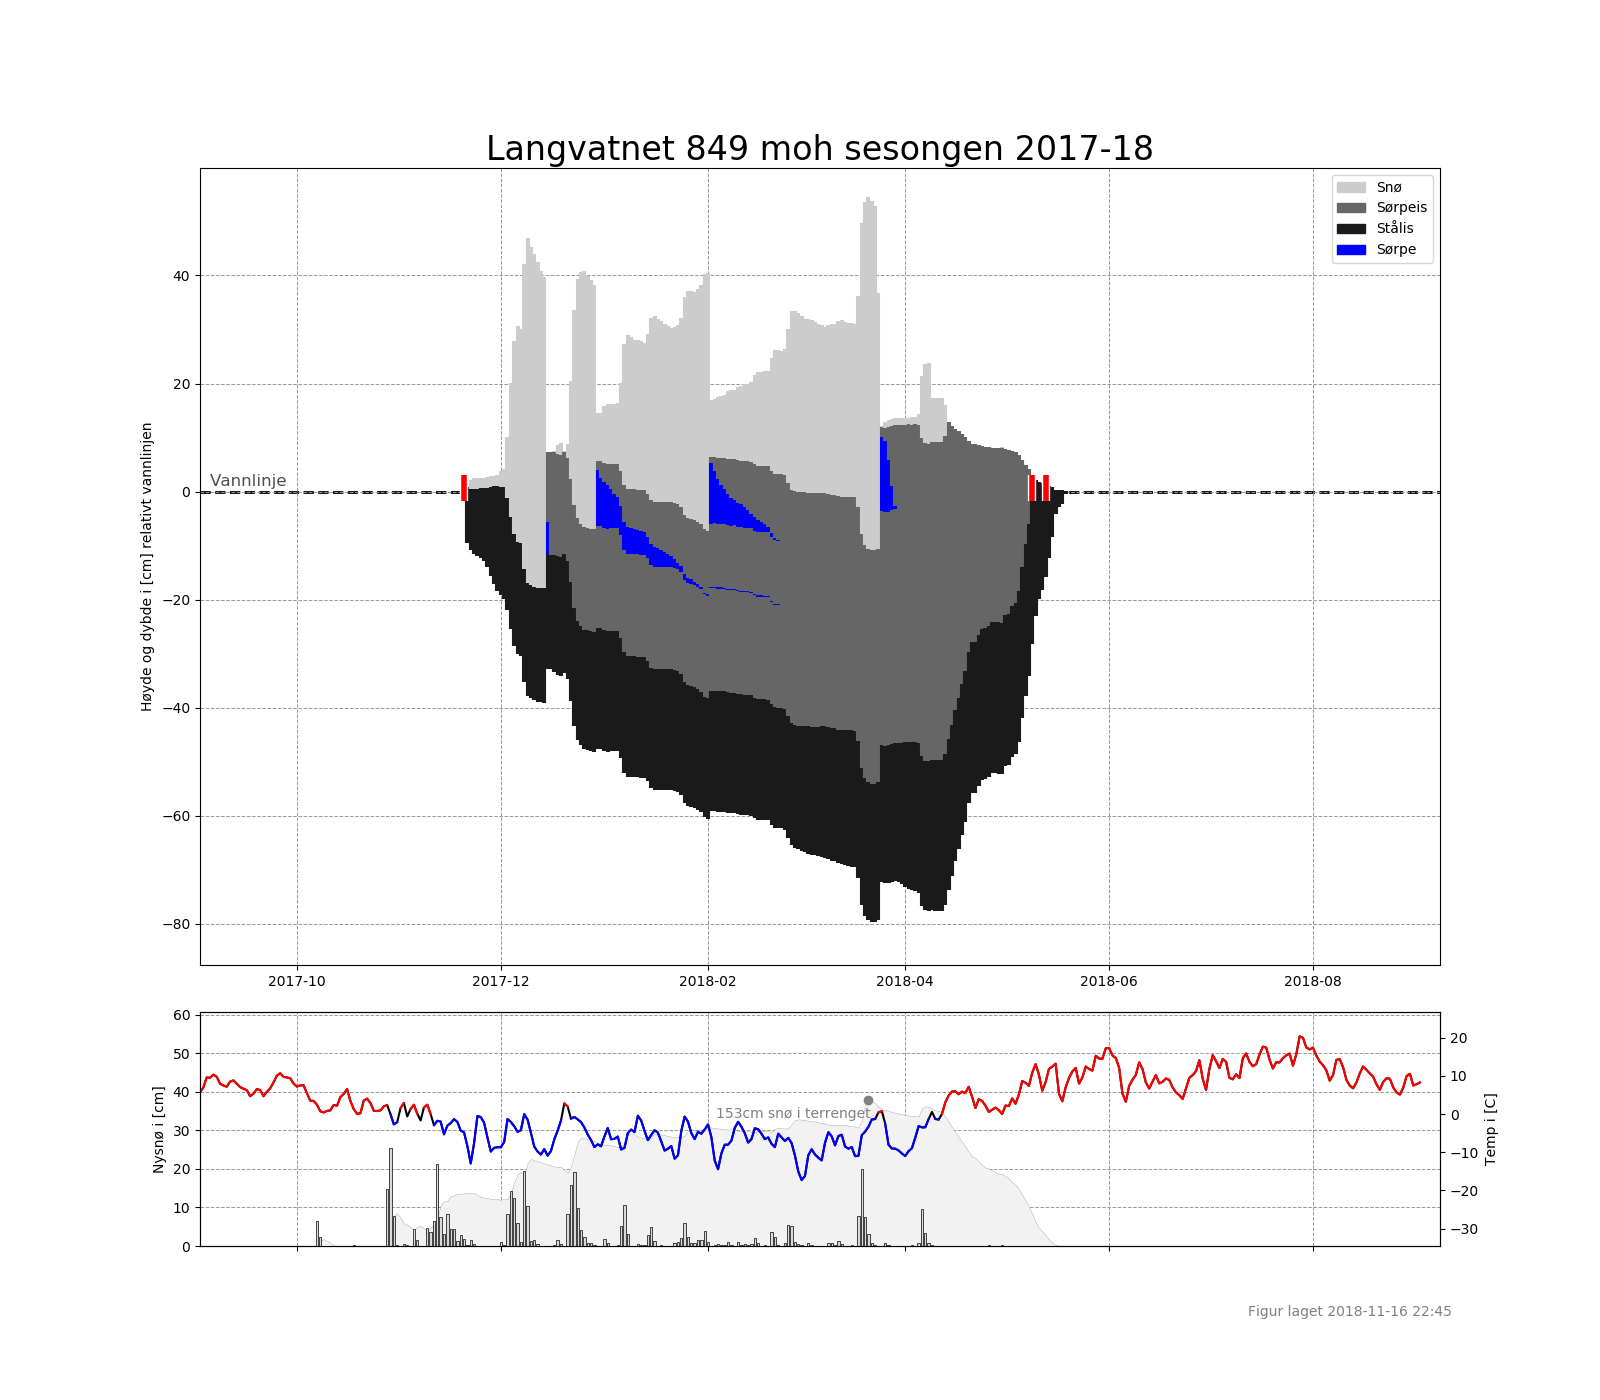 Langvatnet 849 moh sesongen 2017-18
Snø
Sørpeis
Stålis
Sørpe
Høyde og dybde i [cm] relativt vannlinjen
40
20
0
−20
−40
−60
−80
Vannlinje
2017-10
2017-12
2018-02
2018-04
2018-06
2018-08
Nysnø i [cm]
60
50
40
30
20
10
0
153cm snø i terrenget
20
10
0
−10
−20
−30
Temp i [C]
Figur laget 2018-11-16 22:45